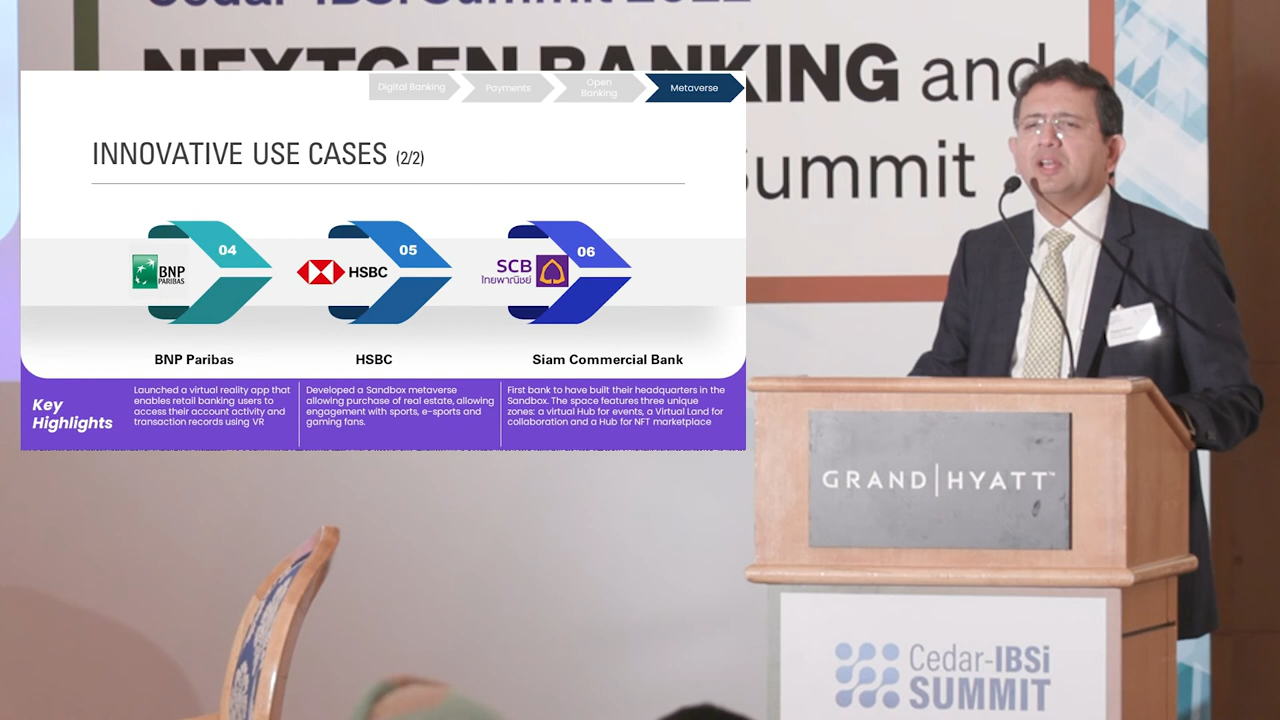 Cedar-IBSi Summit 2022
NEXTGEN BANKING and
Summit
Digital Banking
Payments
Open
Banking
Metaverse
INNOVATIVE USE CASES (2/2)
04
BNP
PARIBAS
05
HSBC
06
SCB
ไทยพาณิชย์
BNP Paribas
HSBC
Siam Commercial Bank
Key
Highlights
Launched a virtual reality app that
enables retail banking users to
access their account activity and
transaction records using VR
Developed a Sandbox metaverse
allowing purchase of real estate, allowing
engagement with sports, e-sports and
gaming fans.
First bank to have built their headquarters in the
Sandbox. The space features three unique
zones: a virtual Hub for events, a Virtual Land for
collaboration and a Hub for NFT marketplace
GRAND|HYATT™
Cedar-IBSi
SUMMIT